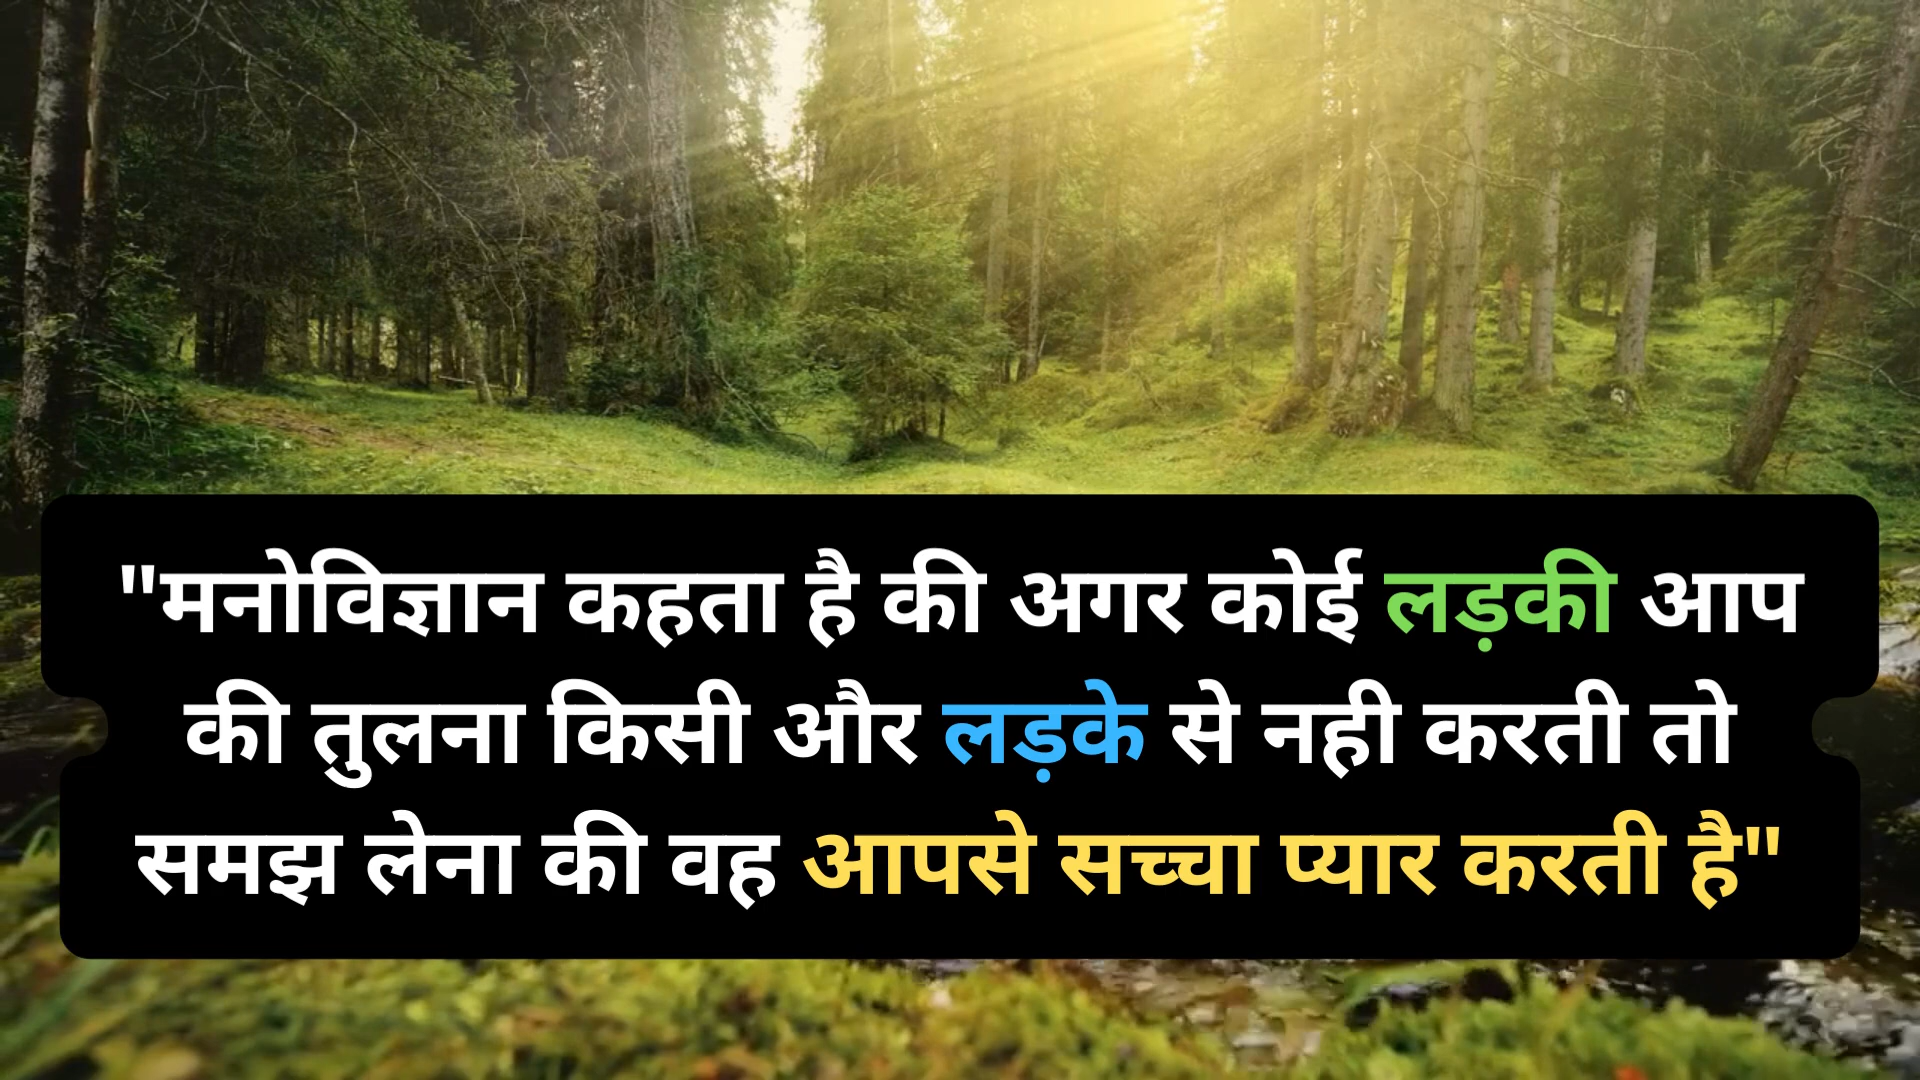 "मनोविज्ञान कहता है की अगर कोई लड़की आप
की तुलना किसी और लड़के से नही करती तो
समझ लेना की वह आपसे सच्चा प्यार करती है"